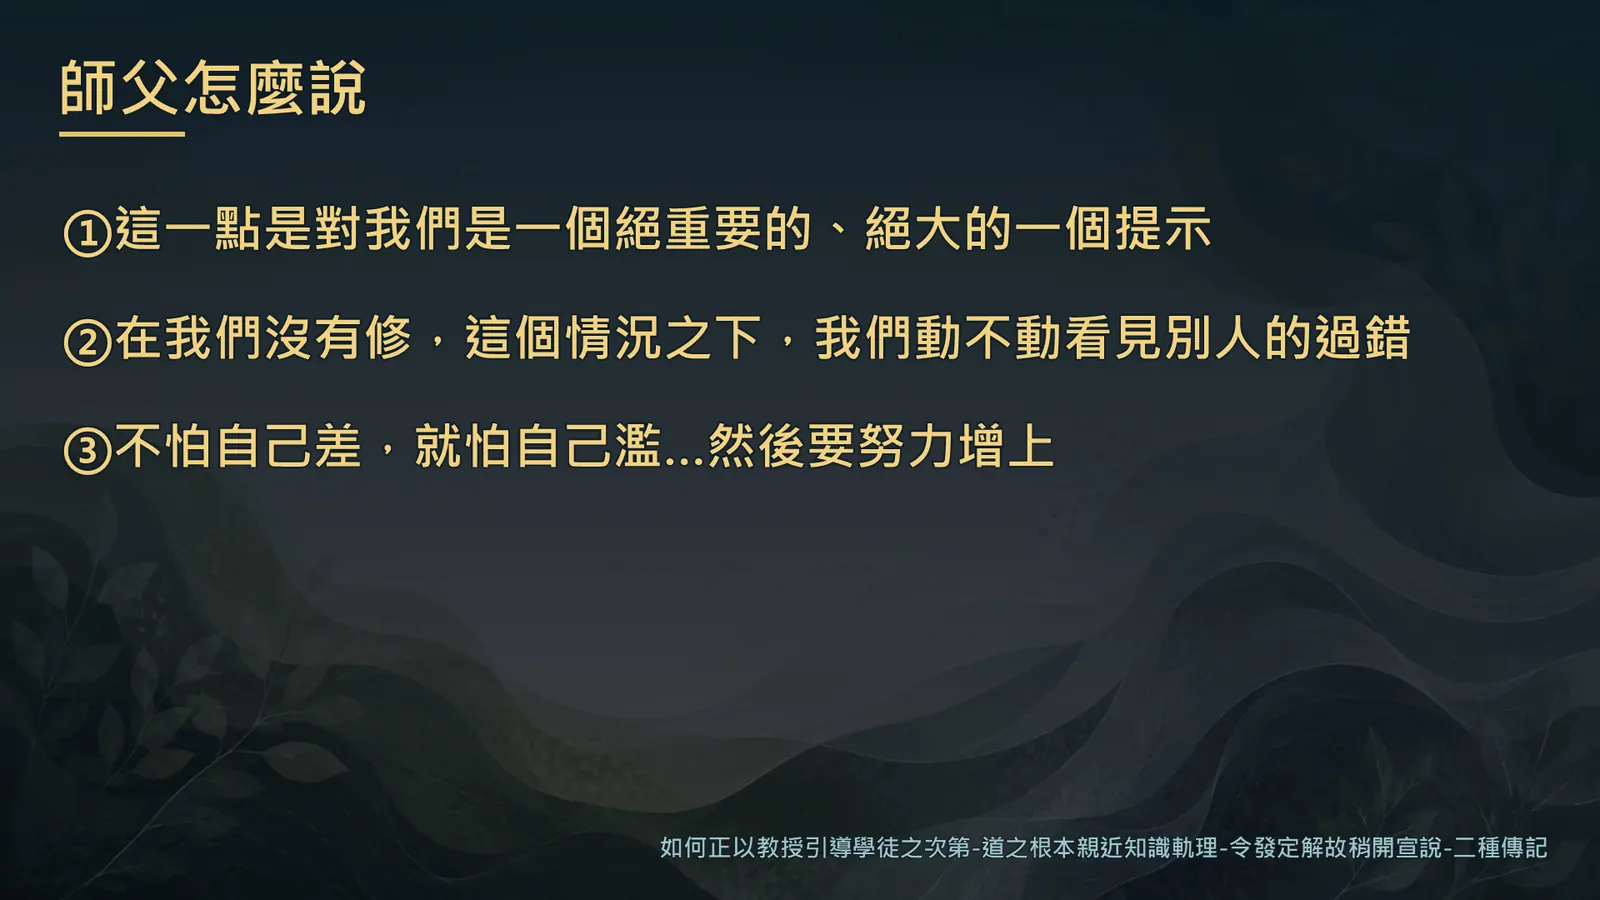 師父怎麼說
①這一點是對我們是一個絕重要的、絕大的一個提示
②在我們沒有修，這個情況之下，我們動不動看見別人的過錯
③不怕自己差，就怕自己濫...然後要努力增上
如何正以教授引導學徒之次第-道之根本親近知識軌理-令發定解故稍開宣說-二種傳記